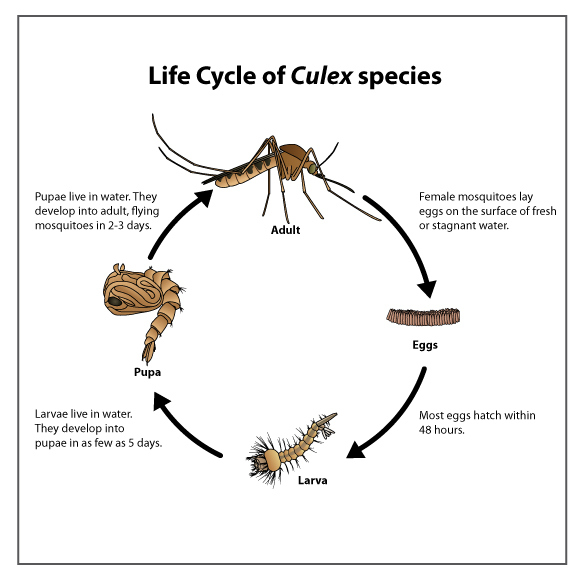 Life Cycle of Culex species
Pupae live in water. They
develop into adult, flying
mosquitoes in 2-3 days.
Adult
Female mosquitoes lay
eggs on the surface of fresh
or stagnant water.
Eggs
Pupa
Larvae live in water.
They develop into
pupae in as few as 5 days.
Most eggs hatch within
48 hours.
Larva